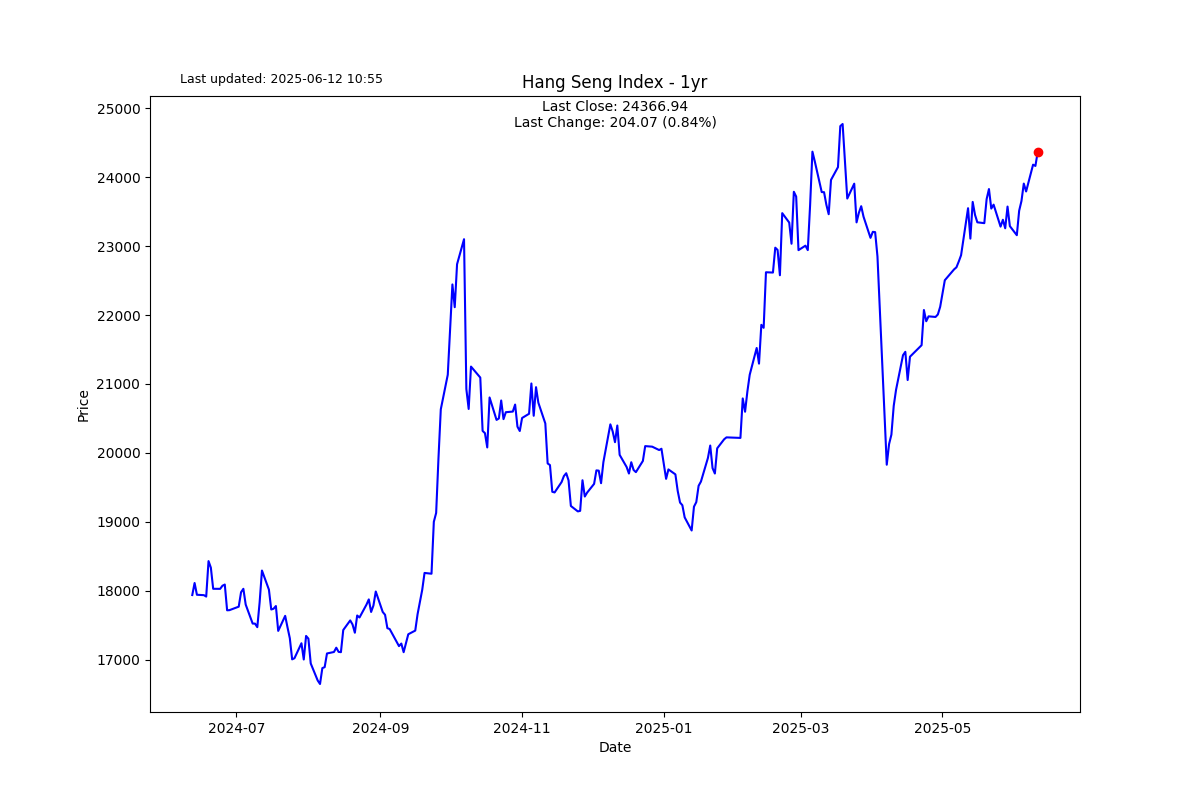 Last updated: 2025-06-12 10:55
Hang Seng Index - 1yr
Last Close: 24366.94
Last Change: 204.07 (0.84%)
Price
25000
24000
23000
22000
21000
20000
19000
18000
17000
2024-07
2024-09
2024-11
2025-01
2025-03
2025-05
Date